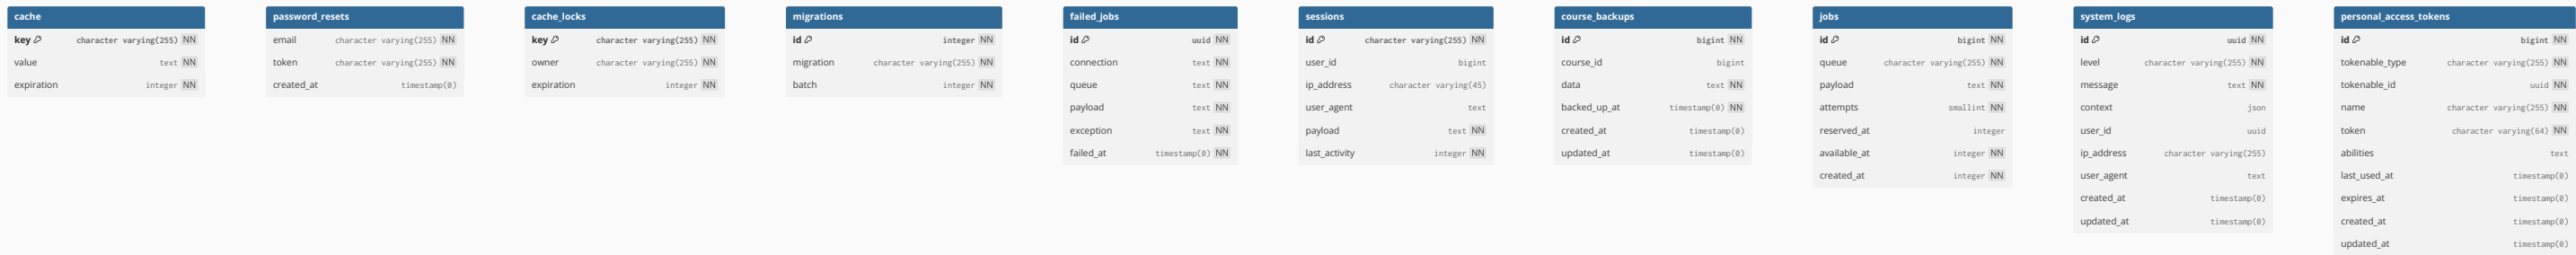 cache
key character varying(255) NN
value text NN
expiration integer NN
password_resets
email character varying(255) NN
token character varying(255) NN
created_at timestamp(0)
cache_locks
key character varying(255) NN
owner character varying(255) NN
expiration integer NN
migrations
id integer NN
migration character varying(255) NN
batch integer NN
failed_jobs
id uuid NN
connection text NN
queue text NN
payload text NN
exception text NN
failed_at timestamp(0) NN
sessions
id character varying(255) NN
user_id bigint
ip_address character varying(45)
user_agent text
payload text NN
last_activity integer NN
course_backups
id bigint NN
course_id bigint
data text NN
backed_up_at timestamp(0) NN
created_at timestamp(0)
updated_at timestamp(0)
jobs
id bigint NN
queue character varying(255) NN
payload text NN
attempts smallint NN
reserved_at integer
available_at integer NN
created_at integer NN
system_logs
id uuid NN
level character varying(255) NN
message text NN
context json
user_id uuid
ip_address character varying(255)
user_agent text
created_at timestamp(0)
updated_at timestamp(0)
personal_access_tokens
id bigint NN
tokenable_type character varying(255) NN
tokenable_id uuid NN
name character varying(255) NN
token character varying(64) NN
abilities text
last_used_at timestamp(0)
expires_at timestamp(0)
created_at timestamp(0)
updated_at timestamp(0)